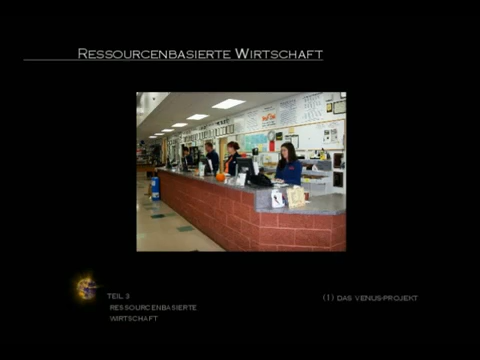 RESSOURCENBASIERTE WIRTSCHAFT
TEIL 3
RESSOURCENBASIERTE
WIRTSCHAFT
(1) DAS VENUS-PROJEKT